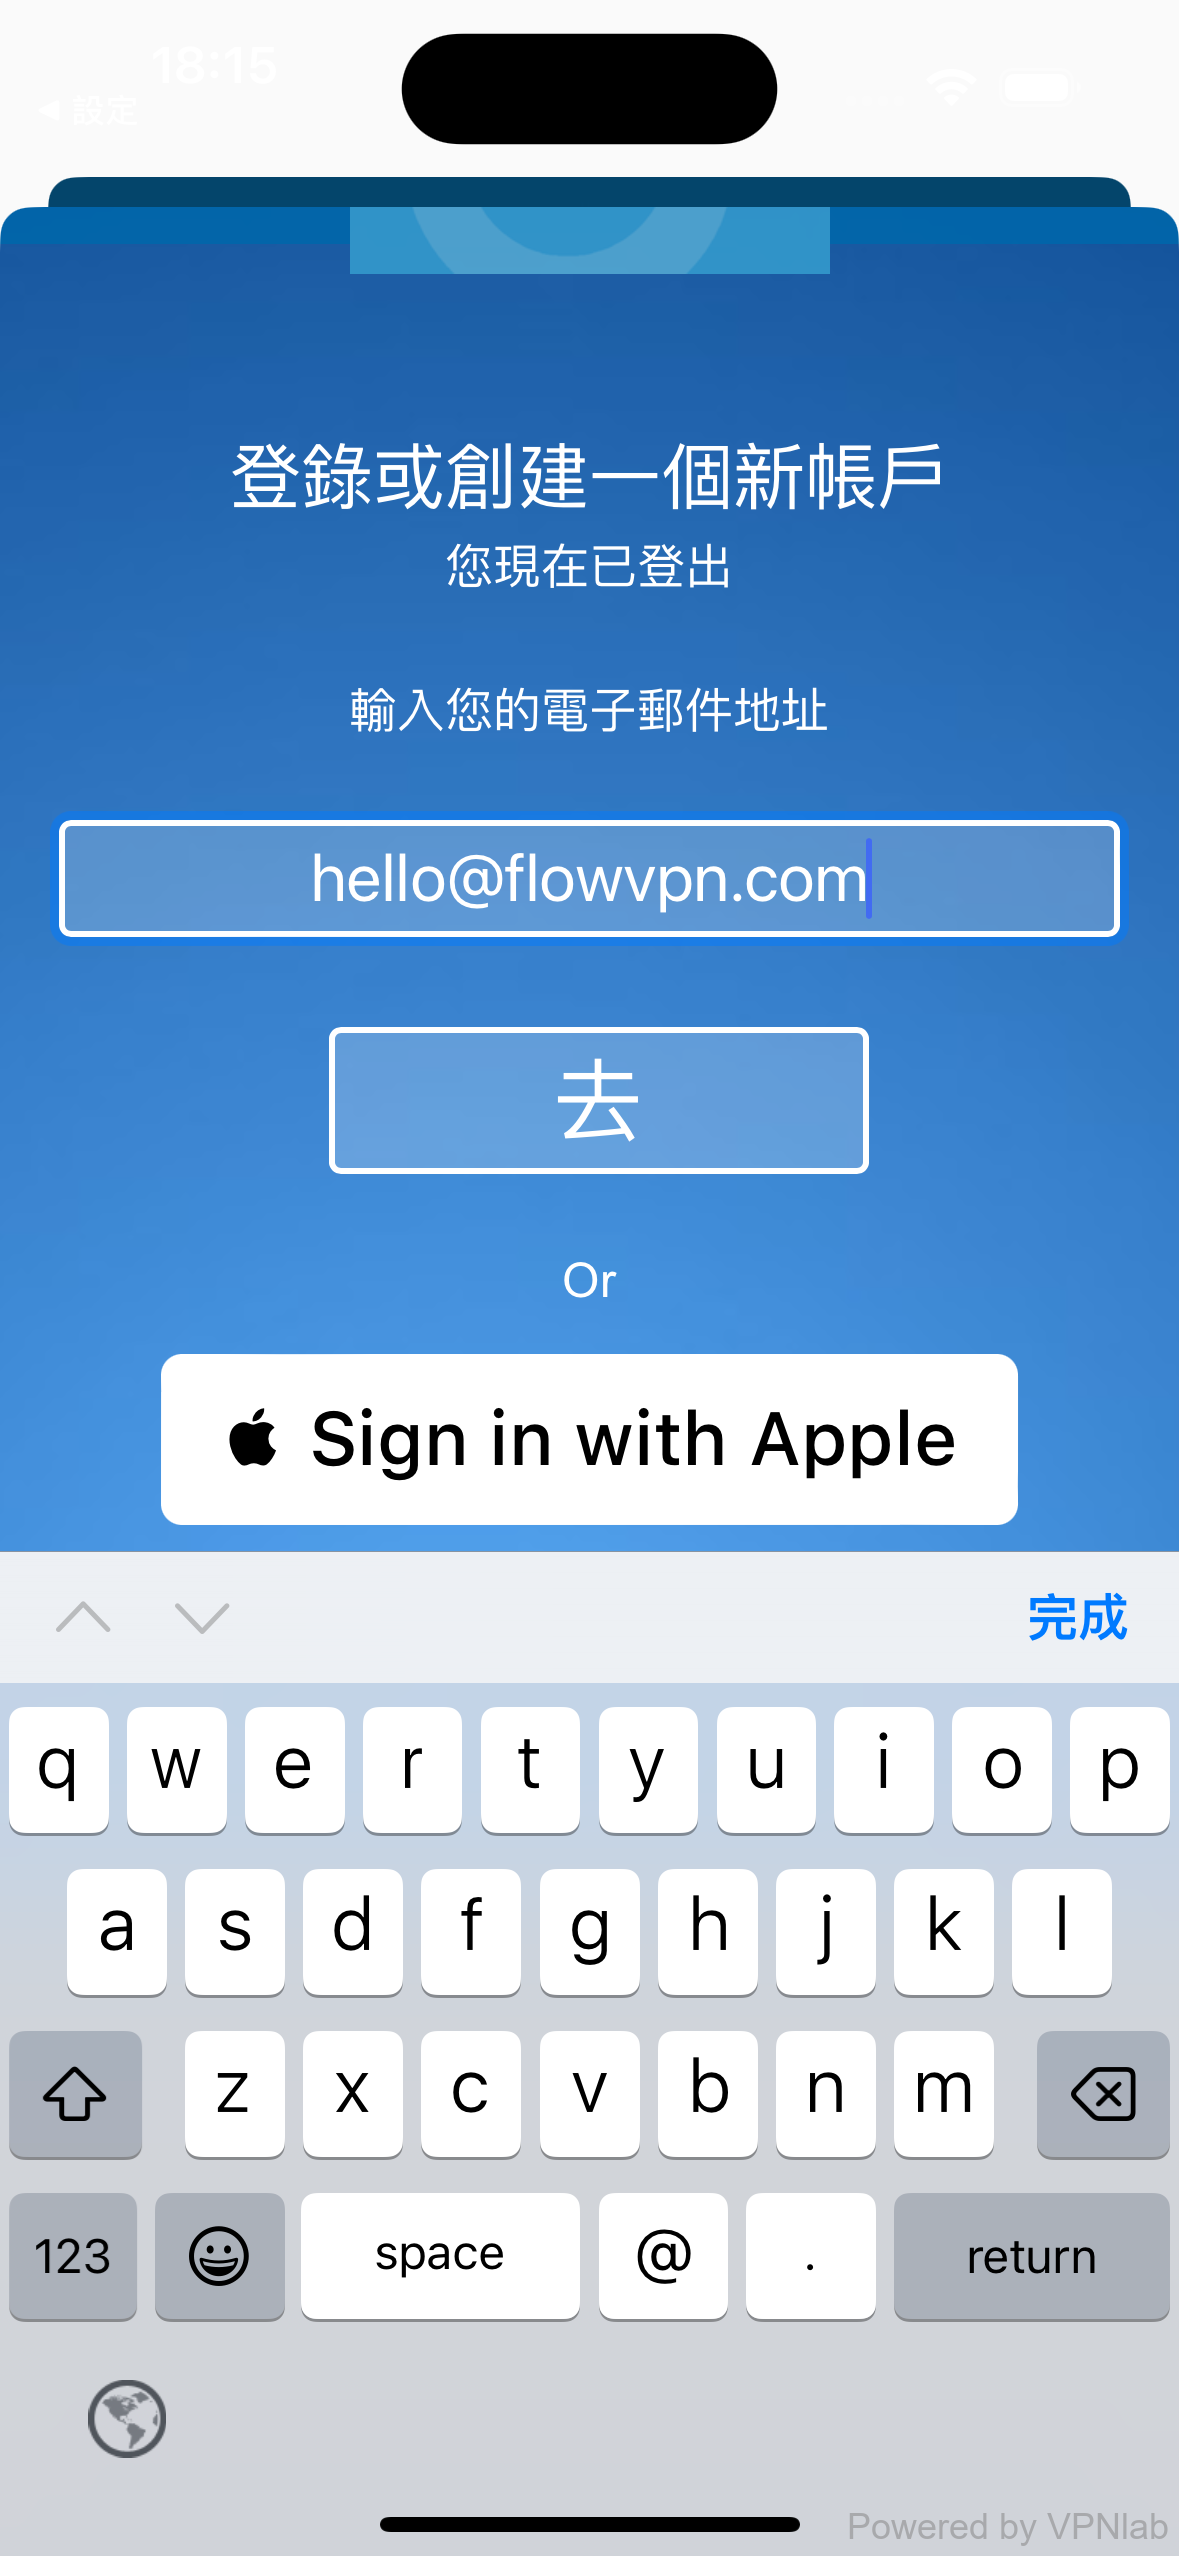 18:15
◀ 設定
登錄或創建一個新帳戶
您現在已登出
輸入您的電子郵件地址
hello@flowvpn.com
去
Or
Sign in with Apple
完成
q w e r t y u i o p
a s d f g h j k l
z x c v b n m
123 space @ . return
Powered by VPNlab